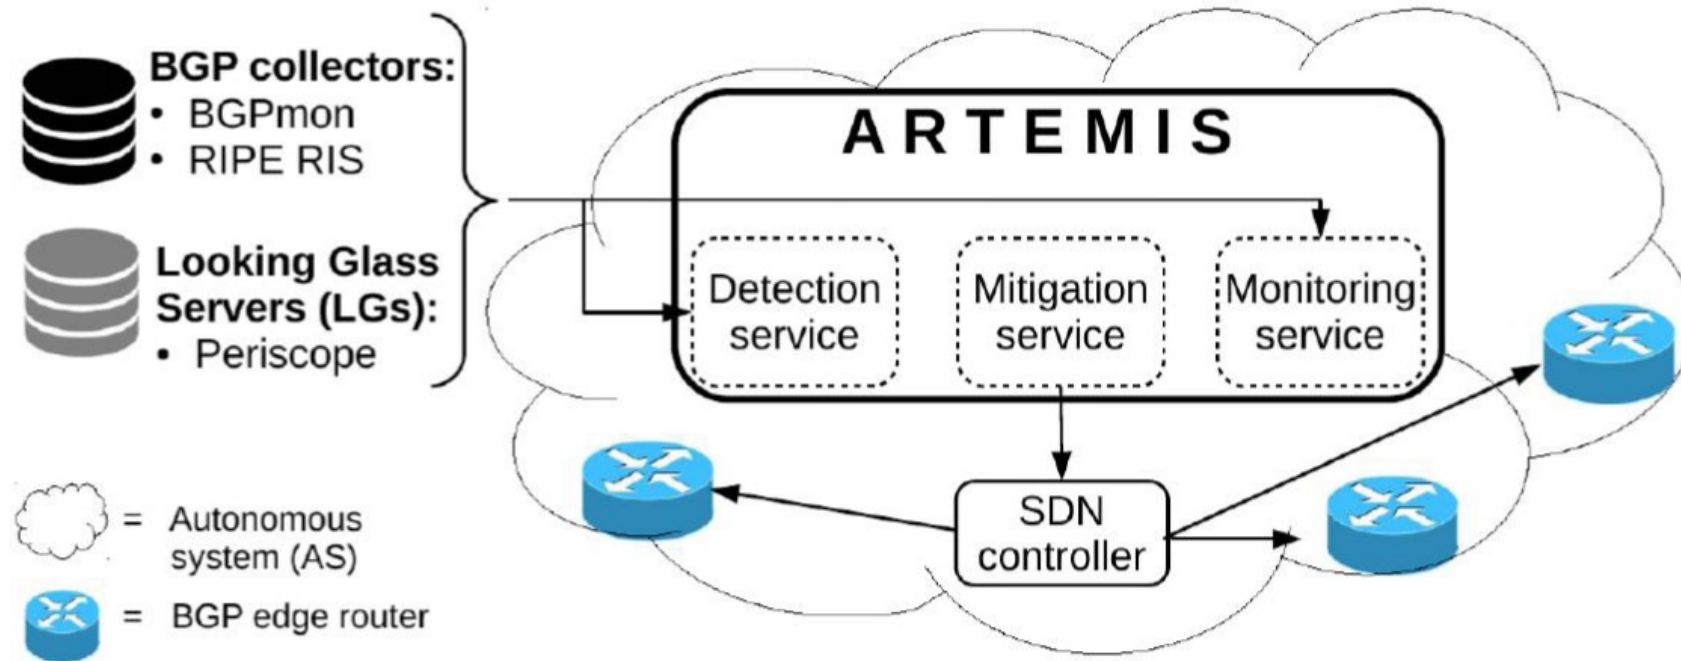 BGP collectors:
• BGPmon
• RIPE RIS
Looking Glass
Servers (LGs):
• Periscope
ARTEMIS
Detection
service
Mitigation
service
Monitoring
service
SDN
controller
= Autonomous
system (AS)
= BGP edge router